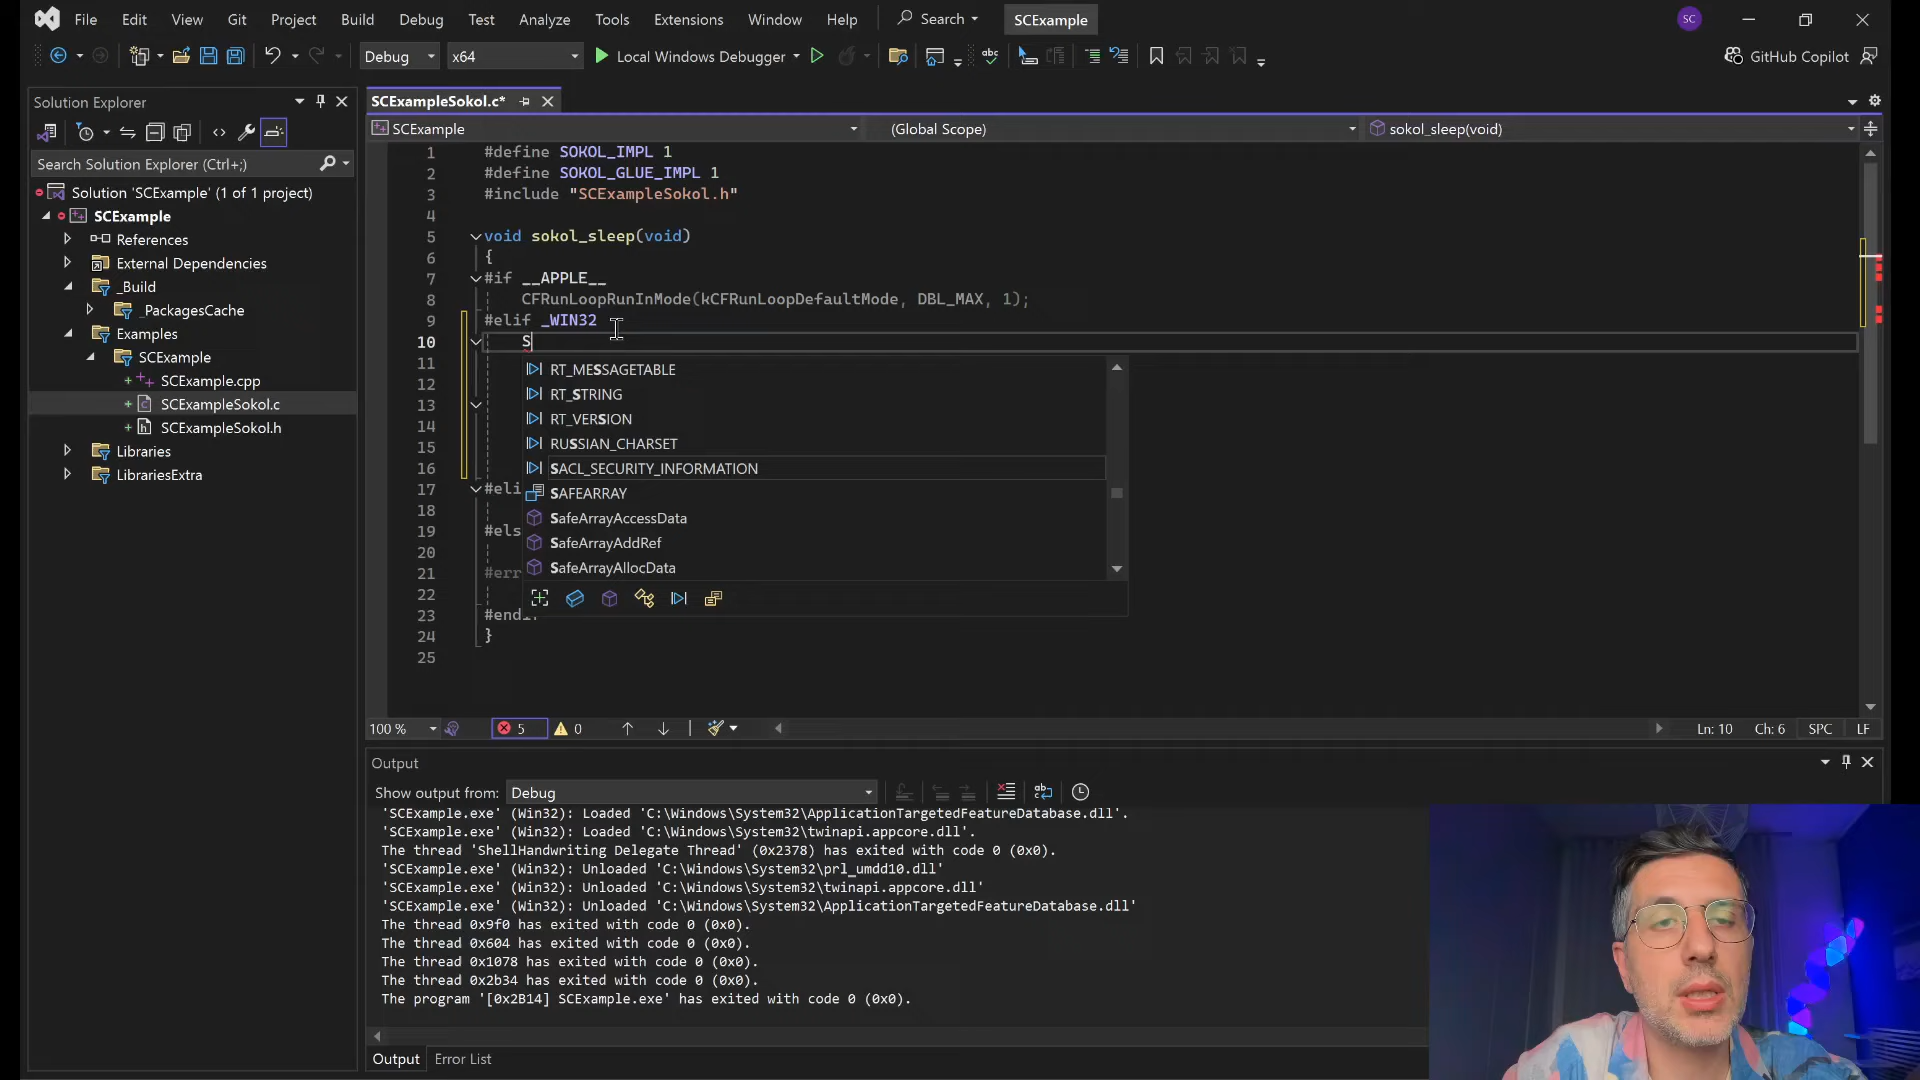 File Edit View Git Project Build Debug Test Analyze Tools Extensions Window Help Search SCExample SC
Debug x64 Local Windows Debugger GitHub Copilot
Solution Explorer
Search Solution Explorer (Ctrl+;)
Solution 'SCExample' (1 of 1 project)
SCExample
References
External Dependencies
_Build
_PackagesCache
Examples
SCExample
SCExample.cpp
SCExampleSokol.c
SCExampleSokol.h
Libraries
LibrariesExtra
SCExampleSokol.c*
SCExample (Global Scope) sokol_sleep(void)
1 #define SOKOL_IMPL 1
2 #define SOKOL_GLUE_IMPL 1
3 #include "SCExampleSokol.h"
4
5 void sokol_sleep(void)
6 {
7 #if __APPLE__
8 CFRunLoopRunInMode(kCFRunLoopDefaultMode, DBL_MAX, 1);
9 #elif _WIN32
10 S
11 RT_MESSAGETABLE
12 RT_STRING
13 RT_VERSION
14 RUSSIAN_CHARSET
15
16 SACL_SECURITY_INFORMATION
17 #eli SAFEARRAY
18 SafeArrayAccessData
19 #els
20 SafeArrayAddRef
21 #err SafeArrayAllocData
22
23 #endif
24 }
25
100 % 5 0 Ln: 10 Ch: 6 SPC LF
Output
Show output from: Debug
'SCExample.exe' (Win32): Loaded 'C:\Windows\System32\ApplicationTargetedFeatureDatabase.dll'.
'SCExample.exe' (Win32): Loaded 'C:\Windows\System32\twinapi.appcore.dll'.
The thread 'ShellHandwriting Delegate Thread' (0x2378) has exited with code 0 (0x0).
'SCExample.exe' (Win32): Unloaded 'C:\Windows\System32\prl_umdd10.dll'
'SCExample.exe' (Win32): Unloaded 'C:\Windows\System32\twinapi.appcore.dll'
'SCExample.exe' (Win32): Unloaded 'C:\Windows\System32\ApplicationTargetedFeatureDatabase.dll'
The thread 0x9f0 has exited with code 0 (0x0).
The thread 0x604 has exited with code 0 (0x0).
The thread 0x1078 has exited with code 0 (0x0).
The thread 0x2b34 has exited with code 0 (0x0).
The program '[0x2B14] SCExample.exe' has exited with code 0 (0x0).
Output Error List